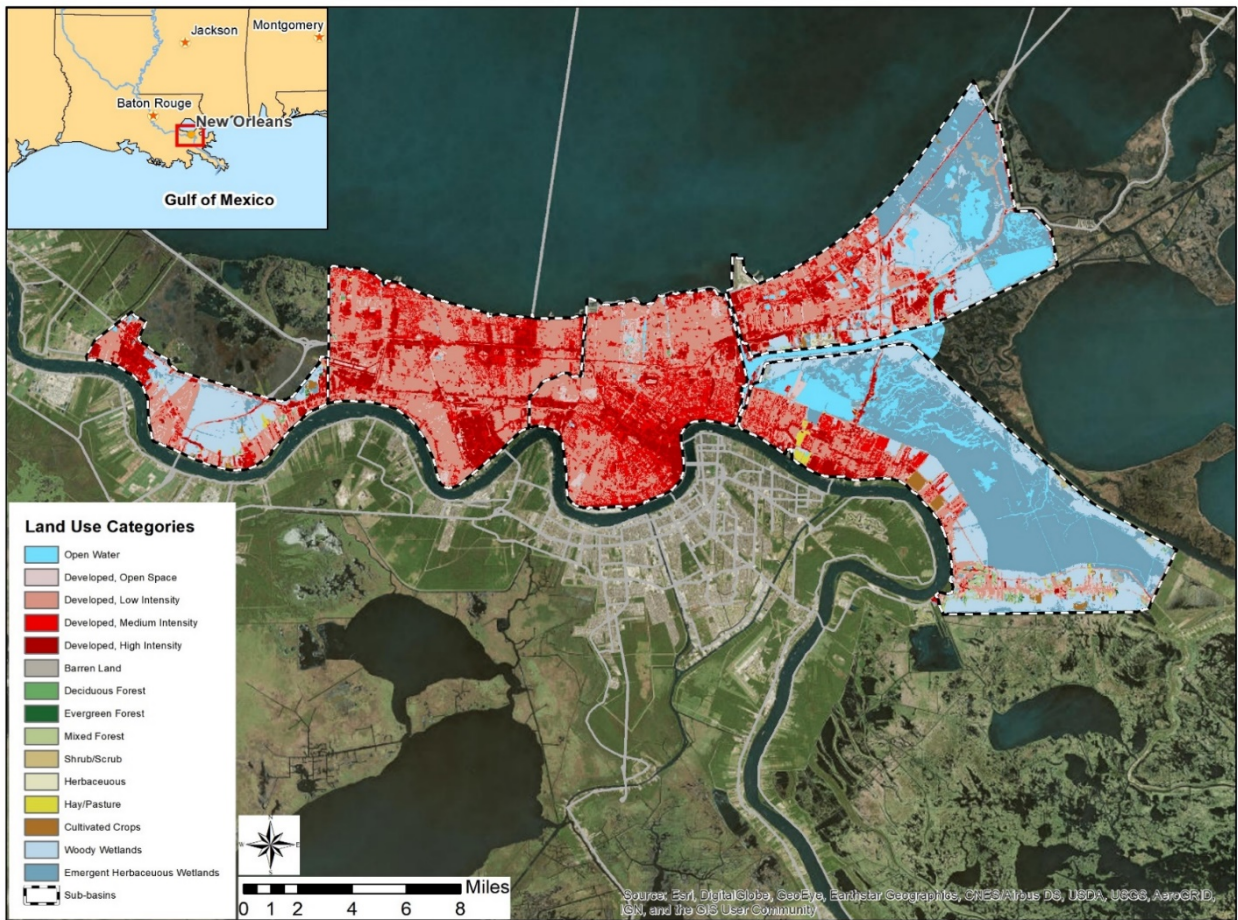 Jackson
Montgomery
Baton Rouge
New Orleans
Gulf of Mexico
Land Use Categories
Open Water
Developed, Open Space
Developed, Low Intensity
Developed, Medium Intensity
Developed, High Intensity
Barren Land
Deciduous Forest
Evergreen Forest
Mixed Forest
Shrub/Scrub
Herbaceuous
Hay/Pasture
Cultivated Crops
Woody Wetlands
Emergent Herbaceuous Wetlands
Sub-basins
N
W E
S
Miles
0 1 2 4 6 8
Source: Esri, DigitalGlobe, GeoEye, Earthstar Geographics, CNES/Airbus DS, USDA, USGS, AeroGRID,
IGN, and the GIS User Community